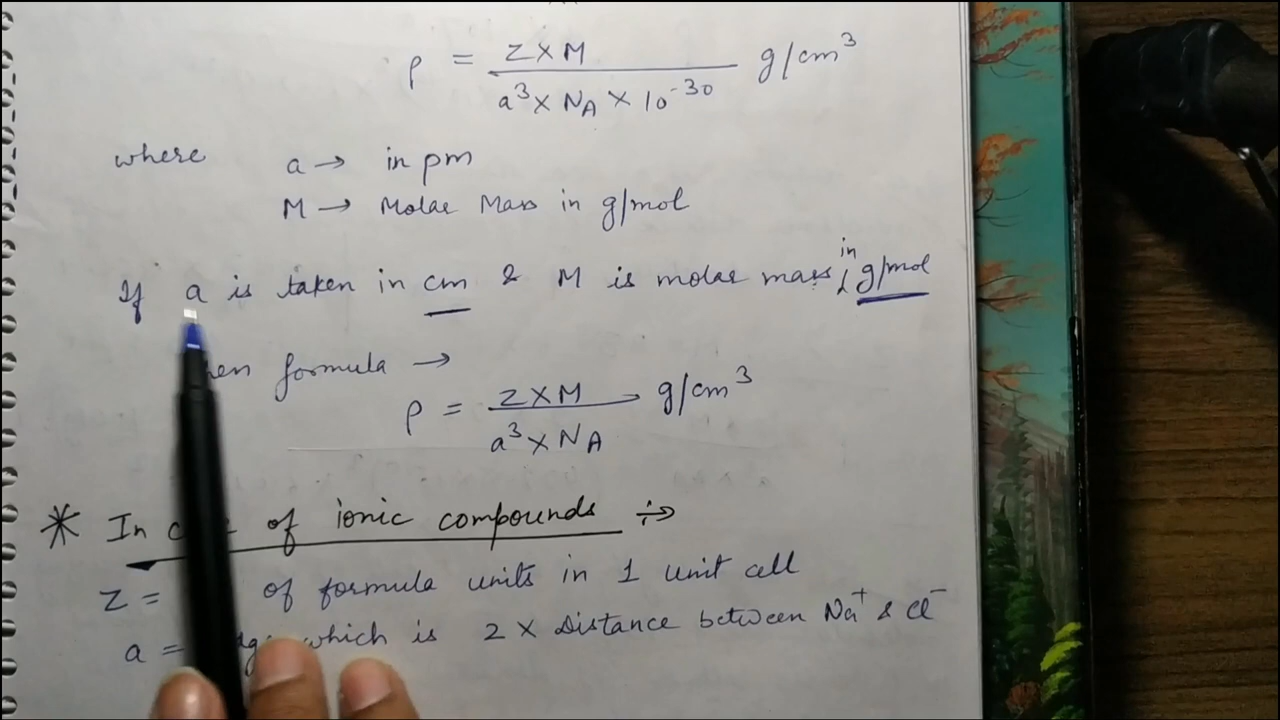 ρ = Z X M / a³ X N_A X 10⁻³⁰ g/cm³
where a → in pm
M → Molar Mass in g/mol
If a is taken in cm & M is molar mass in g/mol
formula →
ρ = Z X M / a³ X N_A g/cm³
* In of ionic compounds ÷→
Z = of formula units in 1 unit cell
a = which is 2 X Distance between Na⁺ & Cl⁻